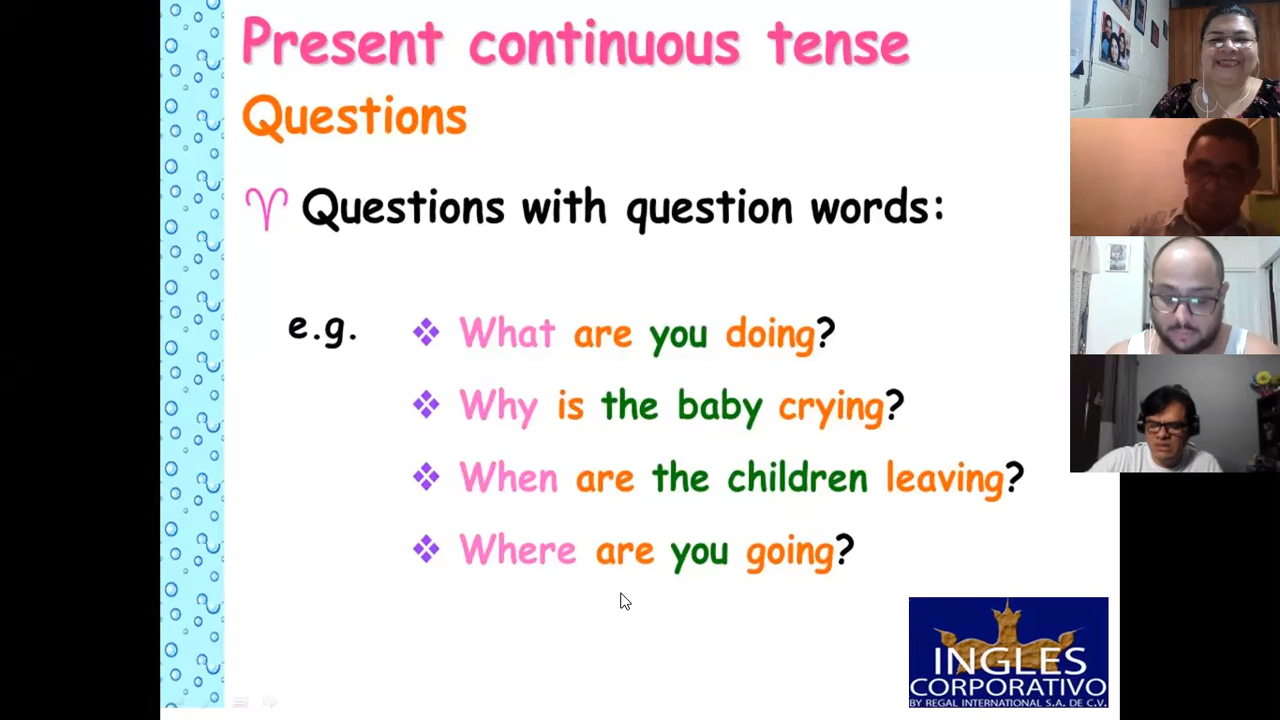 Present continuous tense
Questions
Questions with question words:
e.g.
What are you doing?
Why is the baby crying?
When are the children leaving?
Where are you going?
INGLES
CORPORATIVO
BY REGAL INTERNATIONAL S.A. DE C.V.